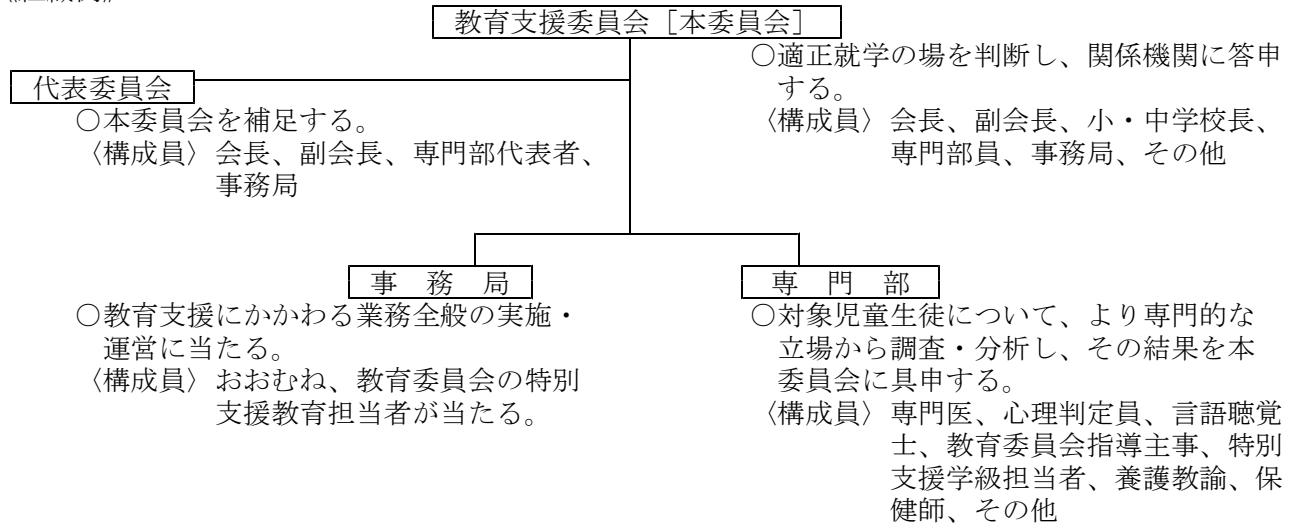 教育支援委員会［本委員会］
○適正就学の場を判断し、関係機関に答申
する。
〈構成員〉会長、副会長、小・中学校長、
専門部員、事務局、その他
代表委員会
○本委員会を補足する。
〈構成員〉会長、副会長、専門部代表者、
事務局
事　務　局
○教育支援にかかわる業務全般の実施・
運営に当たる。
〈構成員〉おおむね、教育委員会の特別
支援教育担当者が当たる。
専　門　部
○対象児童生徒について、より専門的な
立場から調査・分析し、その結果を本
委員会に具申する。
〈構成員〉専門医、心理判定員、言語聴覚
士、教育委員会指導主事、特別
支援学級担当者、養護教諭、保
健師、その他